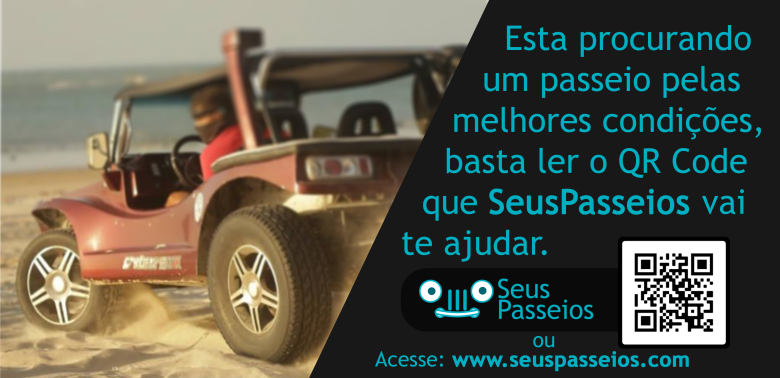 Esta procurando
um passeio pelas
melhores condições,
basta ler o QR Code
que SeusPasseios vai
te ajudar.
Seus
Passeios
ou
Acesse: www.seuspasseios.com